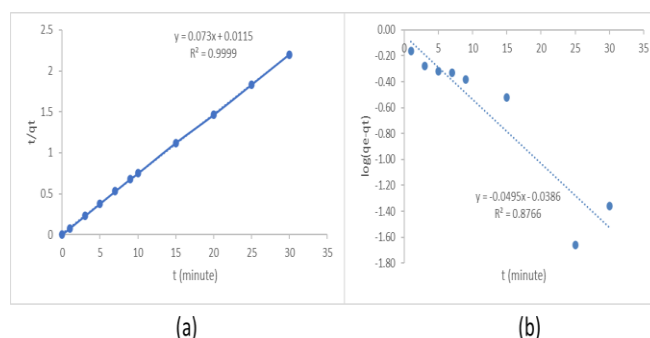 y = 0.073x + 0.0115
R² = 0.9999
2.5
2
1.5
1
0.5
0
t/qt
0 5 10 15 20 25 30 35
t (minute)
(a)
0.00
-0.20
-0.40
-0.60
-0.80
-1.00
-1.20
-1.40
-1.60
-1.80
log(qe-qt)
0 5 10 15 20 25 30 35
y = -0.0495x - 0.0386
R² = 0.8766
t (minute)
(b)